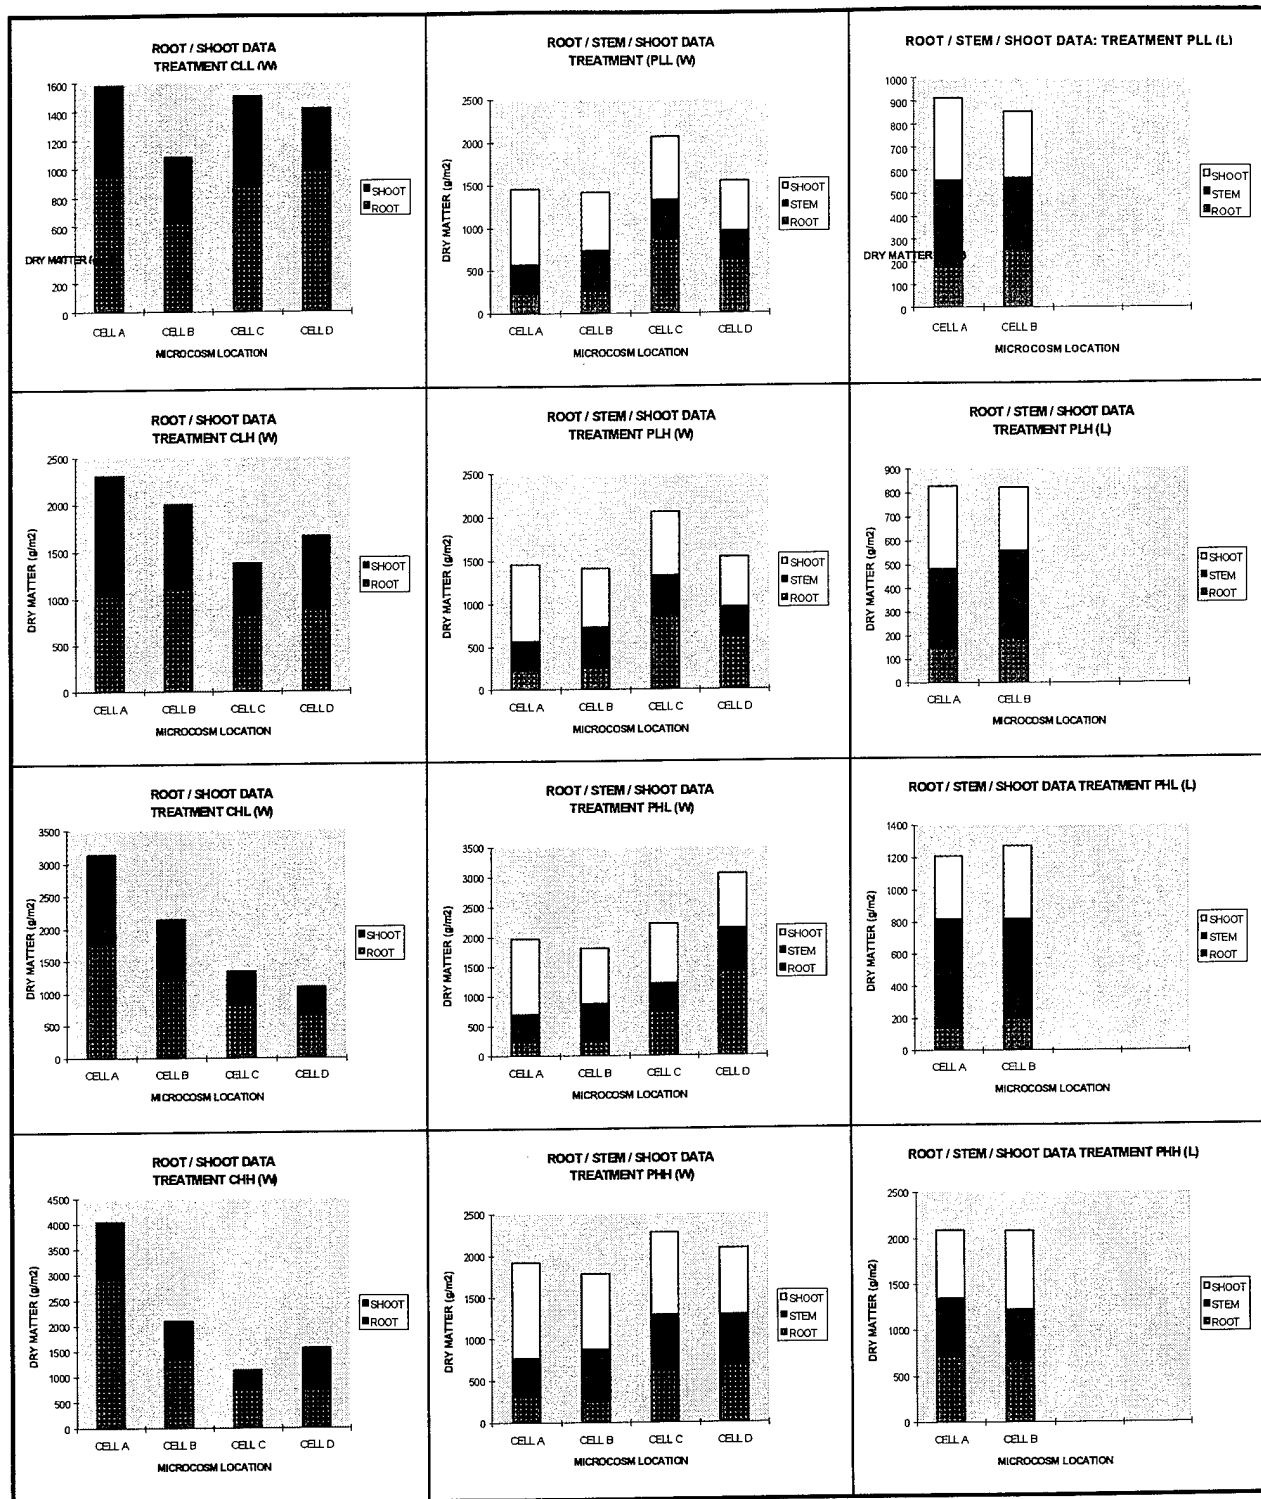 ROOT / SHOOT DATA
TREATMENT CLL (W)
1600
1400
1200
1000
800
600
400
200
0
DRY MATTER (
CELL A CELL B CELL C CELL D
MICROCOSM LOCATION
SHOOT
ROOT
ROOT / STEM / SHOOT DATA
TREATMENT (PLL (W)
DRY MATTER (g/m2)
2500
2000
1500
1000
500
0
CELL A CELL B CELL C CELL D
MICROCOSM LOCATION
SHOOT
STEM
ROOT
ROOT / STEM / SHOOT DATA: TREATMENT PLL (L)
1000
900
800
700
600
500
400
300
200
100
0
DRY MATTER
CELL A CELL B
MICROCOSM LOCATION
SHOOT
STEM
ROOT
ROOT / SHOOT DATA
TREATMENT CLH (W)
DRY MATTER (g/m2)
2500
2000
1500
1000
500
0
CELL A CELL B CELL C CELL D
MICROCOSM LOCATION
SHOOT
ROOT
ROOT / STEM / SHOOT DATA
TREATMENT PLH (W)
DRY MATTER (g/m2)
2500
2000
1500
1000
500
0
CELL A CELL B CELL C CELL D
MICROCOSM LOCATION
SHOOT
STEM
ROOT
ROOT / STEM / SHOOT DATA
TREATMENT PLH (L)
DRY MATTER (g/m2)
900
800
700
600
500
400
300
200
100
0
CELL A CELL B
MICROCOSM LOCATION
SHOOT
STEM
ROOT
ROOT / SHOOT DATA
TREATMENT CHL (W)
DRY MATTER (g/m2)
3500
3000
2500
2000
1500
1000
500
0
CELL A CELL B CELL C CELL D
MICROCOSM LOCATION
SHOOT
ROOT
ROOT / STEM / SHOOT DATA
TREATMENT PHL (W)
DRY MATTER (g/m2)
3500
3000
2500
2000
1500
1000
500
0
CELL A CELL B CELL C CELL D
MICROCOSM LOCATION
SHOOT
STEM
ROOT
ROOT / STEM / SHOOT DATA TREATMENT PHL (L)
DRY MATTER (g/m2)
1400
1200
1000
800
600
400
200
0
CELL A CELL B
MICROCOSM LOCATION
SHOOT
STEM
ROOT
ROOT / SHOOT DATA
TREATMENT CHH (W)
DRY MATTER (g/m2)
4500
4000
3500
3000
2500
2000
1500
1000
500
0
CELL A CELL B CELL C CELL D
MICROCOSM LOCATION
SHOOT
ROOT
ROOT / STEM / SHOOT DATA
TREATMENT PHH (W)
DRY MATTER (g/m2)
2500
2000
1500
1000
500
0
CELL A CELL B CELL C CELL D
MICROCOSM LOCATION
SHOOT
STEM
ROOT
ROOT / STEM / SHOOT DATA TREATMENT PHH (L)
DRY MATTER (g/m2)
2500
2000
1500
1000
500
0
CELL A CELL B
MICROCOSM LOCATION
SHOOT
STEM
ROOT